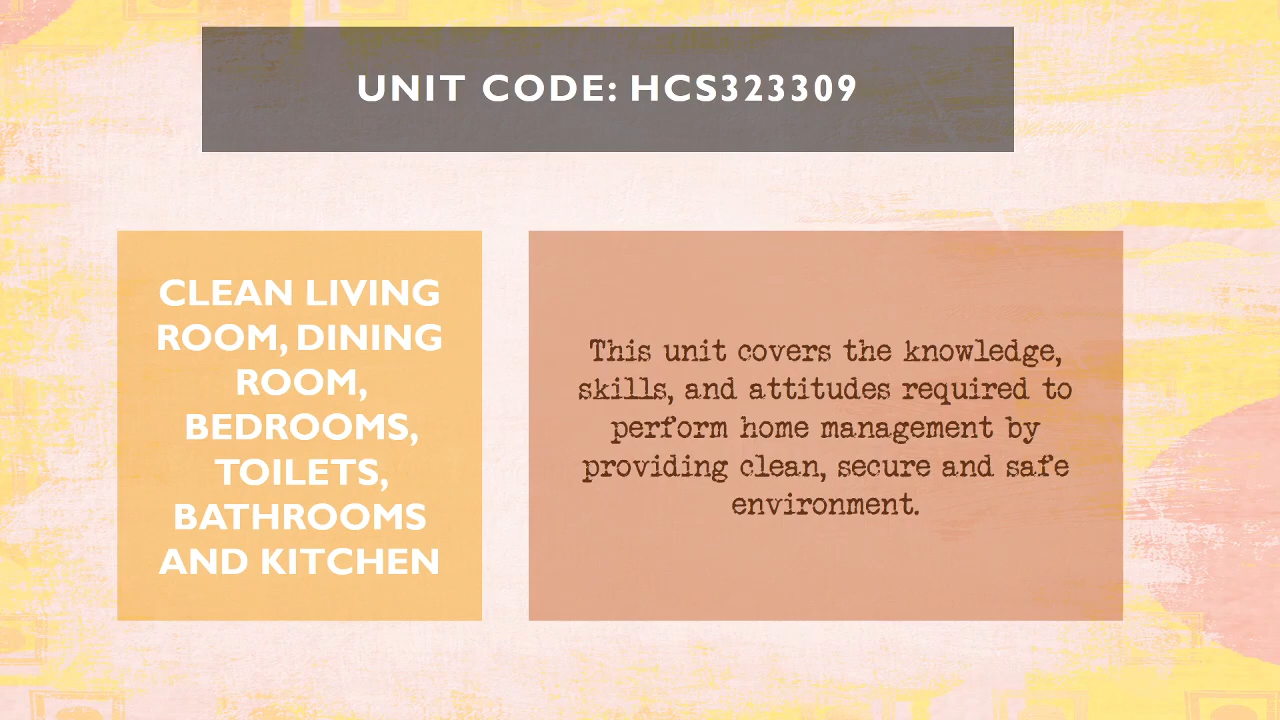 UNIT CODE: HCS323309
CLEAN LIVING
ROOM, DINING
ROOM,
BEDROOMS,
TOILETS,
BATHROOMS
AND KITCHEN
This unit covers the knowledge,
skills, and attitudes required to
perform home management by
providing clean, secure and safe
environment.